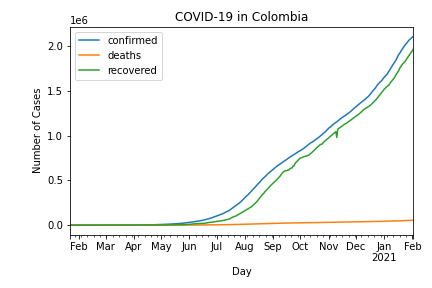 COVID-19 in Colombia
1e6
confirmed
deaths
recovered
2.0
1.5
1.0
0.5
0.0
Number of Cases
Feb Mar Apr May Jun Jul Aug Sep Oct Nov Dec Jan Feb
2021
Day